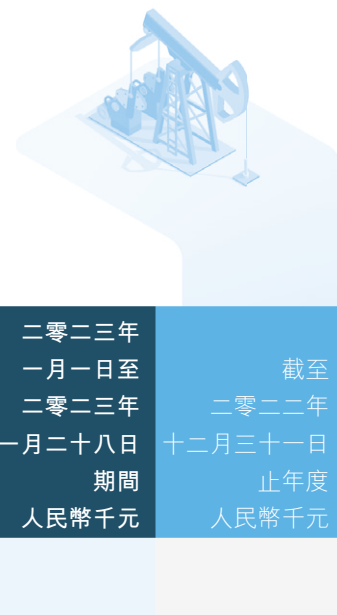 二零二三年
一月一日至
二零二三年
一月二十八日
期間
人民幣千元
截至
二零二二年
十二月三十一日
止年度
人民幣千元